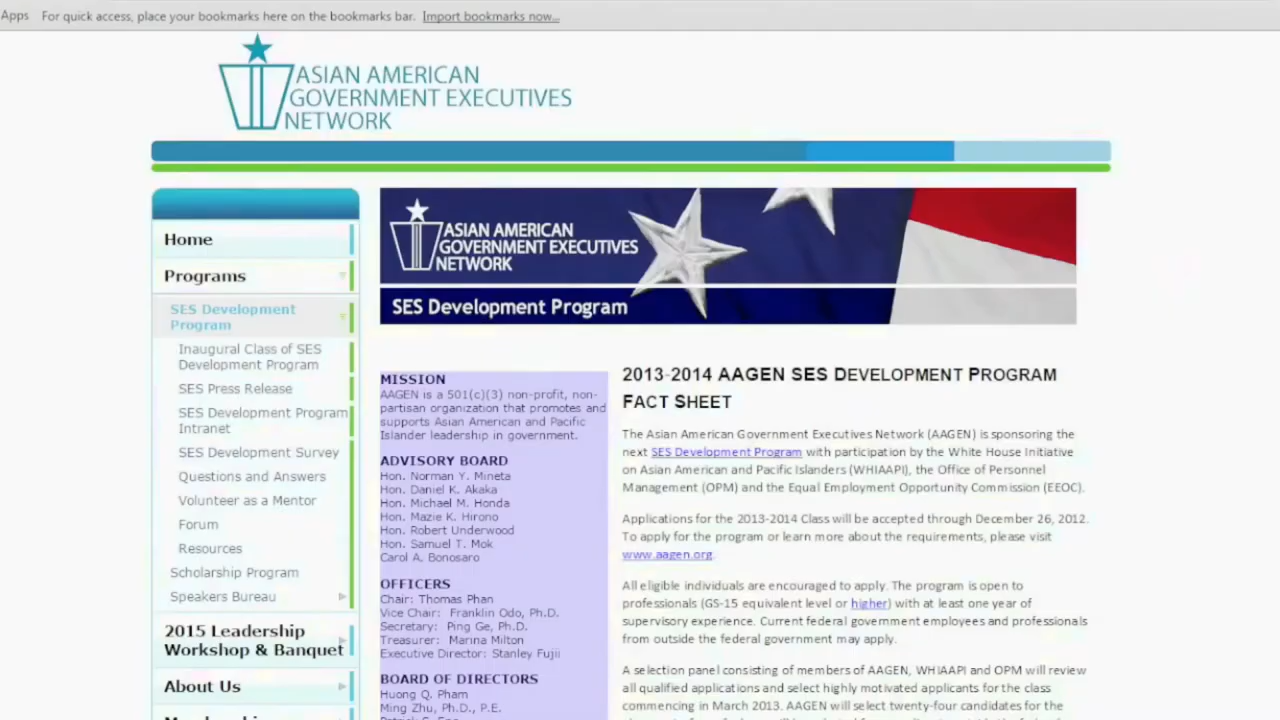 Apps For quick access, place your bookmarks here on the bookmarks bar. Import bookmarks now...
ASIAN AMERICAN
GOVERNMENT EXECUTIVES
NETWORK
Home
Programs
SES Development
Program
Inaugural Class of SES
Development Program
SES Press Release
SES Development Program
Intranet
SES Development Survey
Questions and Answers
Volunteer as a Mentor
Forum
Resources
Scholarship Program
Speakers Bureau
2015 Leadership
Workshop & Banquet
About Us
ASIAN AMERICAN
GOVERNMENT EXECUTIVES
NETWORK
SES Development Program
MISSION
AAGEN is a 501(c)(3) non-profit, non-
partisan organization that promotes and
supports Asian American and Pacific
Islander leadership in government.
ADVISORY BOARD
Hon. Norman Y. Mineta
Hon. Daniel K. Akaka
Hon. Michael M. Honda
Hon. Mazie K. Hirono
Hon. Robert Underwood
Hon. Samuel T. Mok
Carol A. Bonosaro
OFFICERS
Chair: Thomas Phan
Vice Chair: Franklin Odo, Ph.D.
Secretary: Ping Ge, Ph.D.
Treasurer: Marina Milton
Executive Director: Stanley Fujii
BOARD OF DIRECTORS
Huong Q. Pham
Ming Zhu, Ph.D., P.E.
2013-2014 AAGEN SES DEVELOPMENT PROGRAM
FACT SHEET
The Asian American Government Executives Network (AAGEN) is sponsoring the
next SES Development Program with participation by the White House Initiative
on Asian American and Pacific Islanders (WHIAAPI), the Office of Personnel
Management (OPM) and the Equal Employment Opportunity Commission (EEOC).
Applications for the 2013-2014 Class will be accepted through December 26, 2012.
To apply for the program or learn more about the requirements, please visit
www.aagen.org.
All eligible individuals are encouraged to apply. The program is open to
professionals (GS-15 equivalent level or higher) with at least one year of
supervisory experience. Current federal government employees and professionals
from outside the federal government may apply.
A selection panel consisting of members of AAGEN, WHIAAPI and OPM will review
all qualified applications and select highly motivated applicants for the class
commencing in March 2013. AAGEN will select twenty-four candidates for the